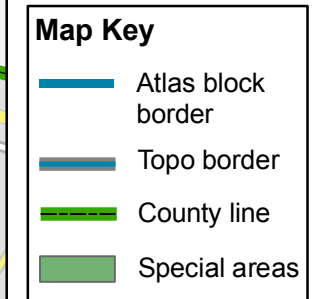 Map Key
Atlas block
border
Topo border
County line
Special areas